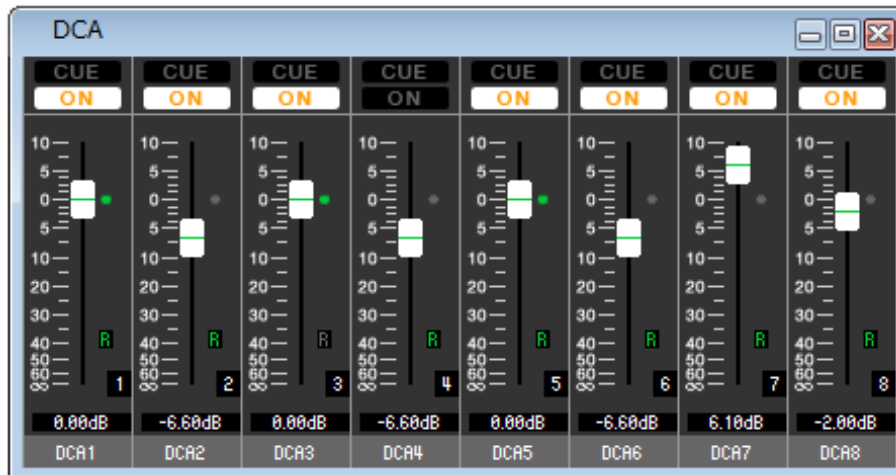 DCA
CUE CUE CUE CUE CUE CUE CUE CUE
ON ON ON ON ON ON ON ON
10 10 10 10 10 10 10 10
5 5 5 5 5 5 5 5
0 0 0 0 0 0 0 0
5 5 5 5 5 5 5 5
10 10 10 10 10 10 10 10
20 20 20 20 20 20 20 20
30 30 30 30 30 30 30 30
40 R 40 R 40 R 40 R 40 R 40 R 40 R 40 R
50 50 50 50 50 50 50 50
60 60 60 60 60 60 60 60
∞ 1 ∞ 2 ∞ 3 ∞ 4 ∞ 5 ∞ 6 ∞ 7 ∞ 8
0.00dB -6.60dB 0.00dB -6.60dB 0.00dB -6.60dB 6.10dB -2.00dB
DCA1 DCA2 DCA3 DCA4 DCA5 DCA6 DCA7 DCA8